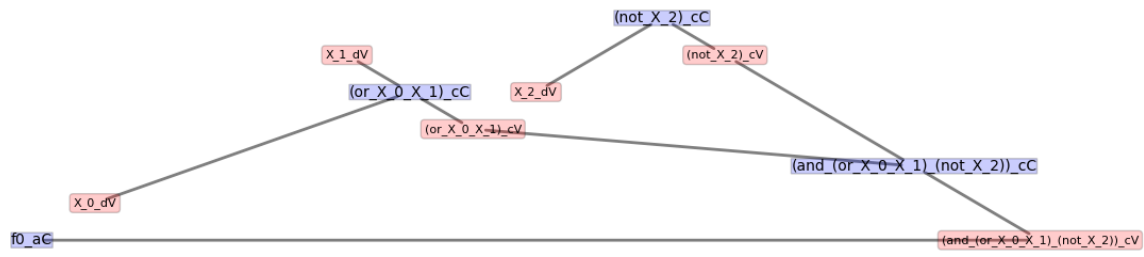 (not_X_2)_cC
X_1_dV
(not_X_2)_cV
(or_X_0_X_1)_cC
X_2_dV
(or_X_0_X_1)_cV
(and_(or_X_0_X_1)_(not_X_2))_cC
X_0_dV
f0_aC
(and_(or_X_0_X_1)_(not_X_2))_cV